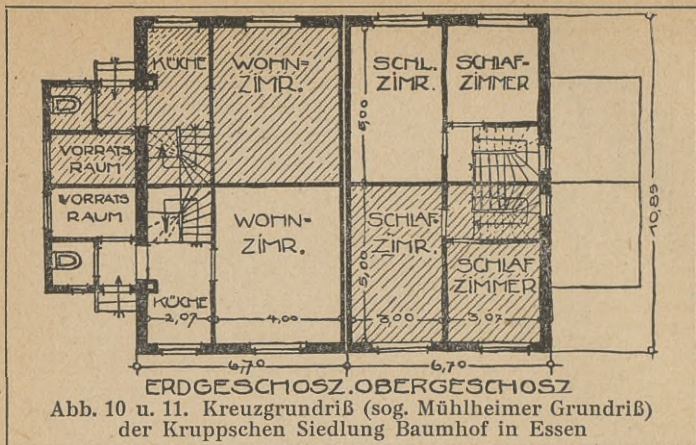 KÜCHE WOHN= ZIMR. SCHL. ZIMR. SCHLAF= ZIMMER
5,00
VORRATS RAUM
VORRATS RAUM
WOHN= ZIMR. SCHLAF= ZIMR.
10,85
5,00
SCHLAF ZIMMER
KÜCHE
2,07 4,00 3,00 3,07
6,70 6,70
ERDGESCHOSZ. OBERGESCHOSZ
Abb. 10 u. 11. Kreuzgrundriß (sog. Mühlheimer Grundriß)
der Kruppschen Siedlung Baumhof in Essen